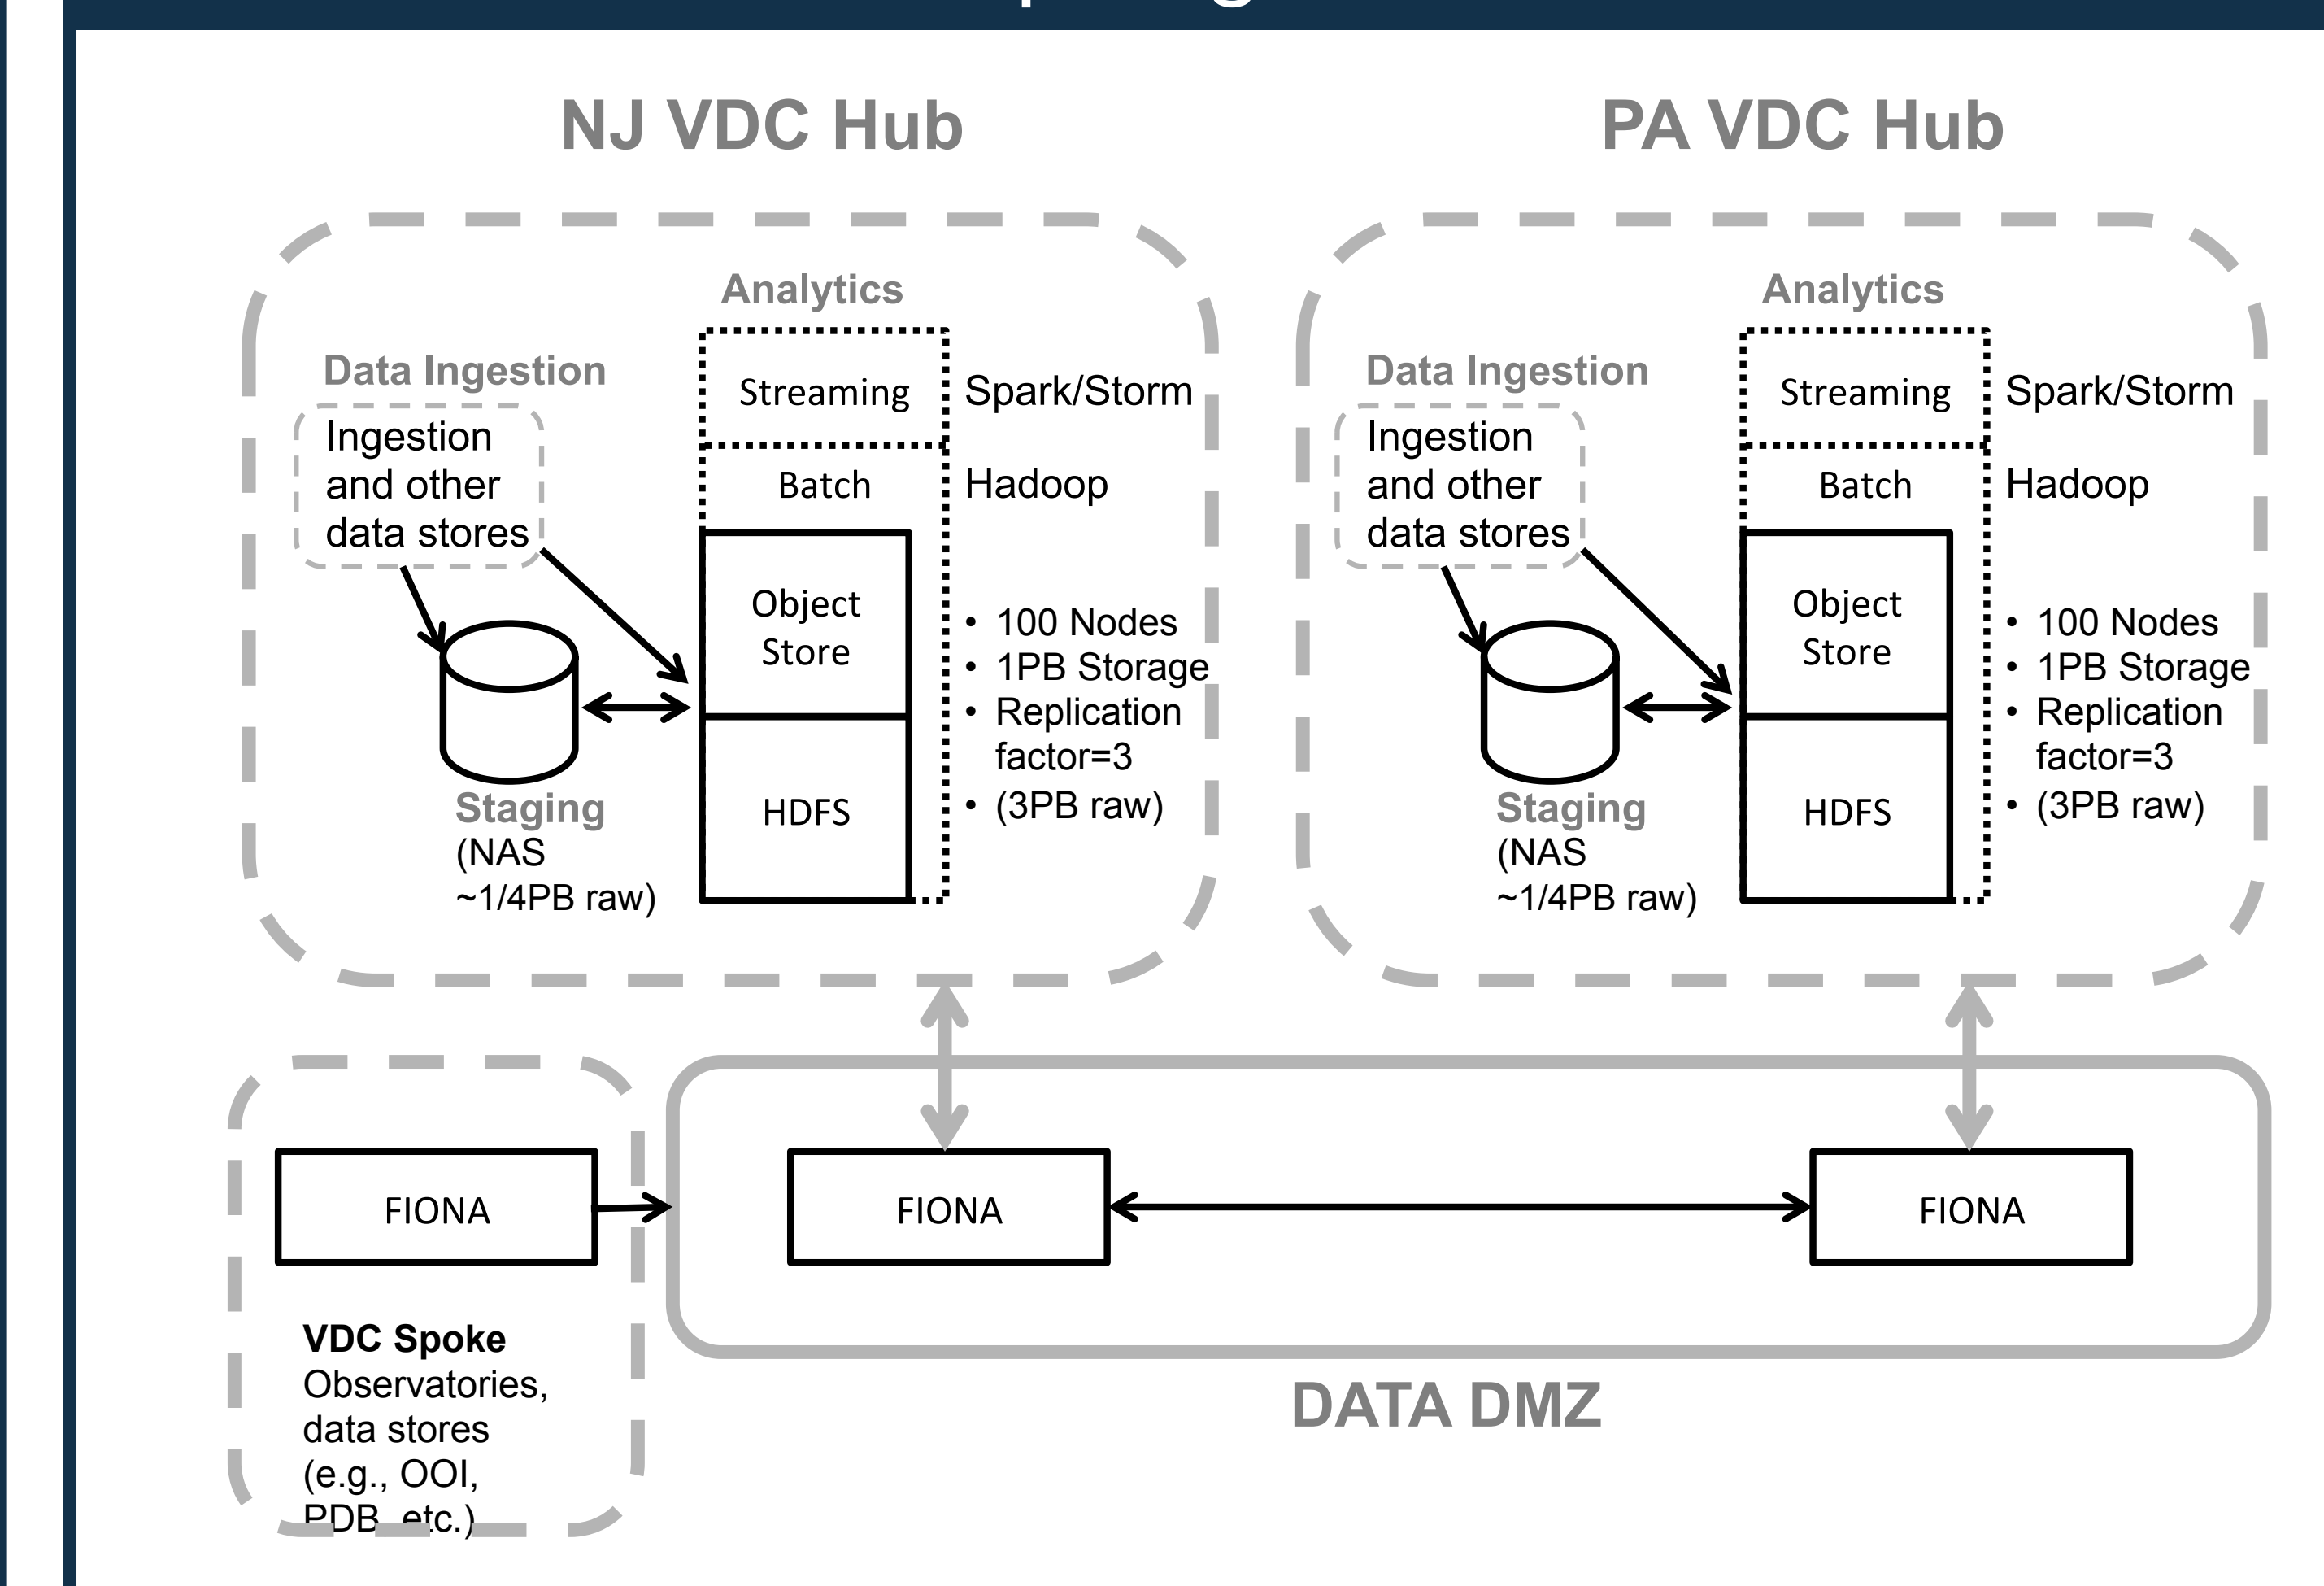 NJ VDC Hub
Analytics
Data Ingestion
Streaming
Spark/Storm
Ingestion
and other
data stores
Batch
Hadoop
Object
Store
• 100 Nodes
• 1PB Storage
• Replication
factor=3
• (3PB raw)
HDFS
Staging
(NAS
~1/4PB raw)
PA VDC Hub
Analytics
Data Ingestion
Streaming
Spark/Storm
Ingestion
and other
data stores
Batch
Hadoop
Object
Store
• 100 Nodes
• 1PB Storage
• Replication
factor=3
• (3PB raw)
HDFS
Staging
(NAS
~1/4PB raw)
FIONA
VDC Spoke
Observatories,
data stores
(e.g., OOI,
PDB, etc.)
FIONA
FIONA
DATA DMZ